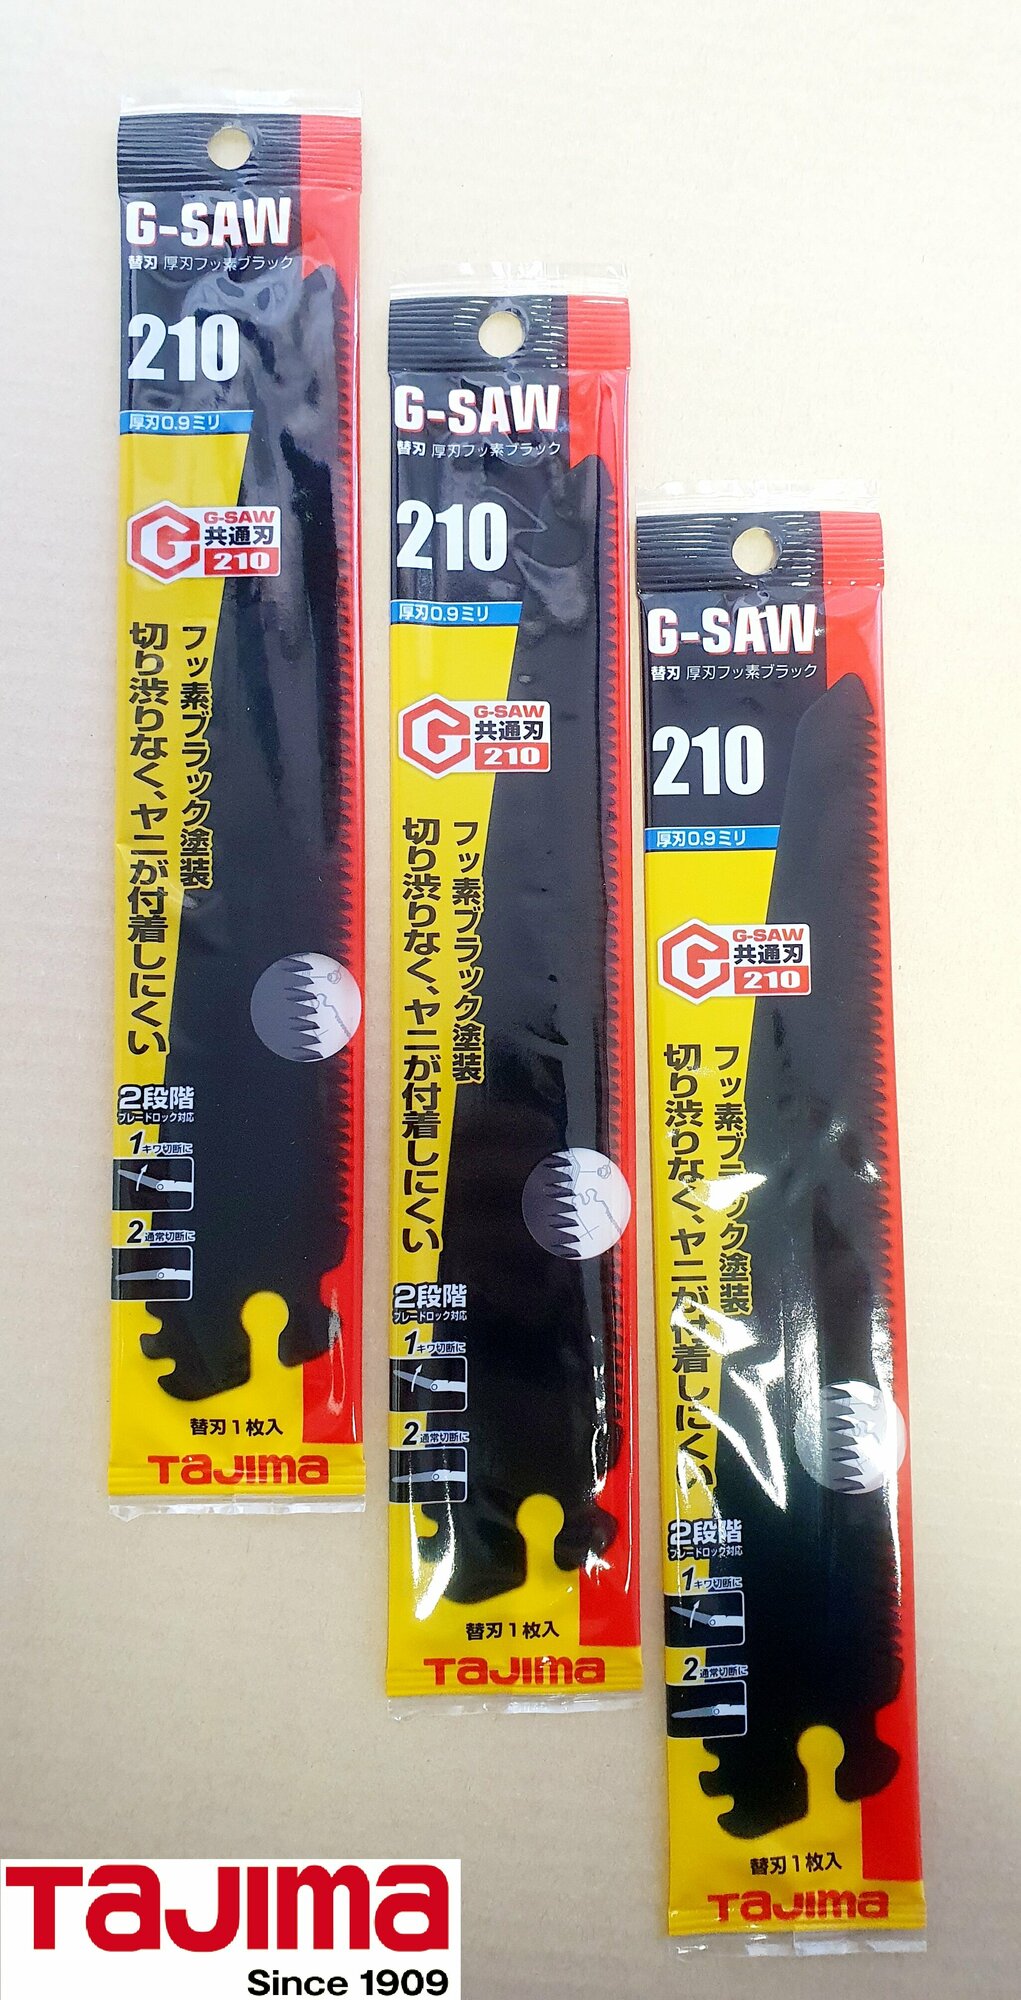 G-SAW
替刃 厚刃フッ素ブラック
210
厚刃0.9ミリ
G-SAW
共通刃
210
フッ素ブラック塗装
切り渋りなく、ヤニが付着しにくい
2段階
ブレードロック対応
1 キワ切断に
2 通常切断に
替刃1枚入
TaJima
G-SAW
替刃 厚刃フッ素ブラック
210
厚刃0.9ミリ
G-SAW
共通刃
210
フッ素ブラック塗装
切り渋りなく、ヤニが付着しにくい
2段階
ブレードロック対応
1 キワ切断に
2 通常切断に
替刃1枚入
TaJima
G-SAW
替刃 厚刃フッ素ブラック
210
厚刃0.9ミリ
G-SAW
共通刃
210
フッ素ブラック塗装
切り渋りなく、ヤニが付着しにくい
2段階
ブレードロック対応
1 キワ切断に
2 通常切断に
替刃1枚入
TaJima
TaJima
Since 1909